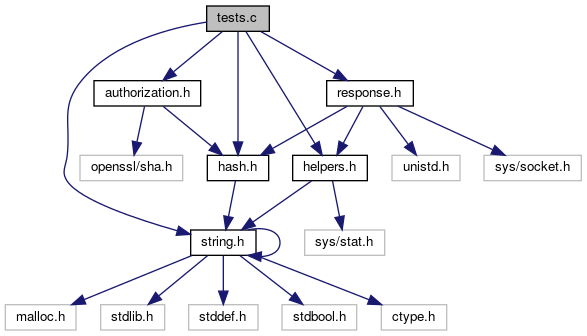 tests.c
authorization.h
response.h
openssl/sha.h
hash.h
helpers.h
unistd.h
sys/socket.h
string.h
sys/stat.h
malloc.h
stdlib.h
stddef.h
stdbool.h
ctype.h